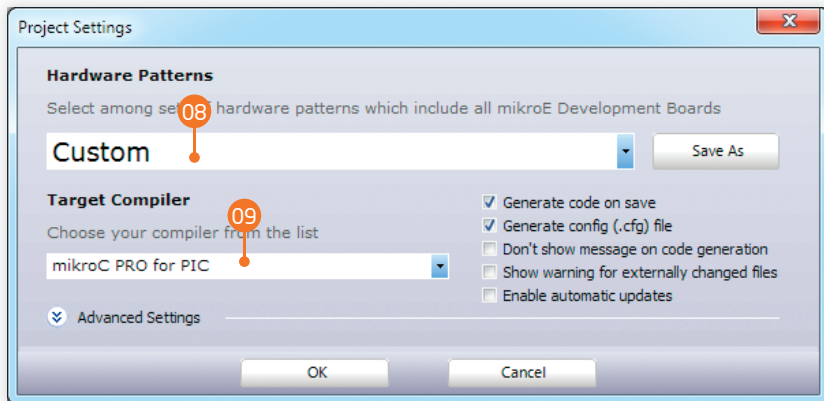 Project Settings
Hardware Patterns
Select among set of hardware patterns which include all mikroE Development Boards
08
Custom
Save As
Target Compiler
Choose your compiler from the list
09
mikroC PRO for PIC
Generate code on save
Generate config (.cfg) file
Don't show message on code generation
Show warning for externally changed files
Enable automatic updates
Advanced Settings
OK
Cancel